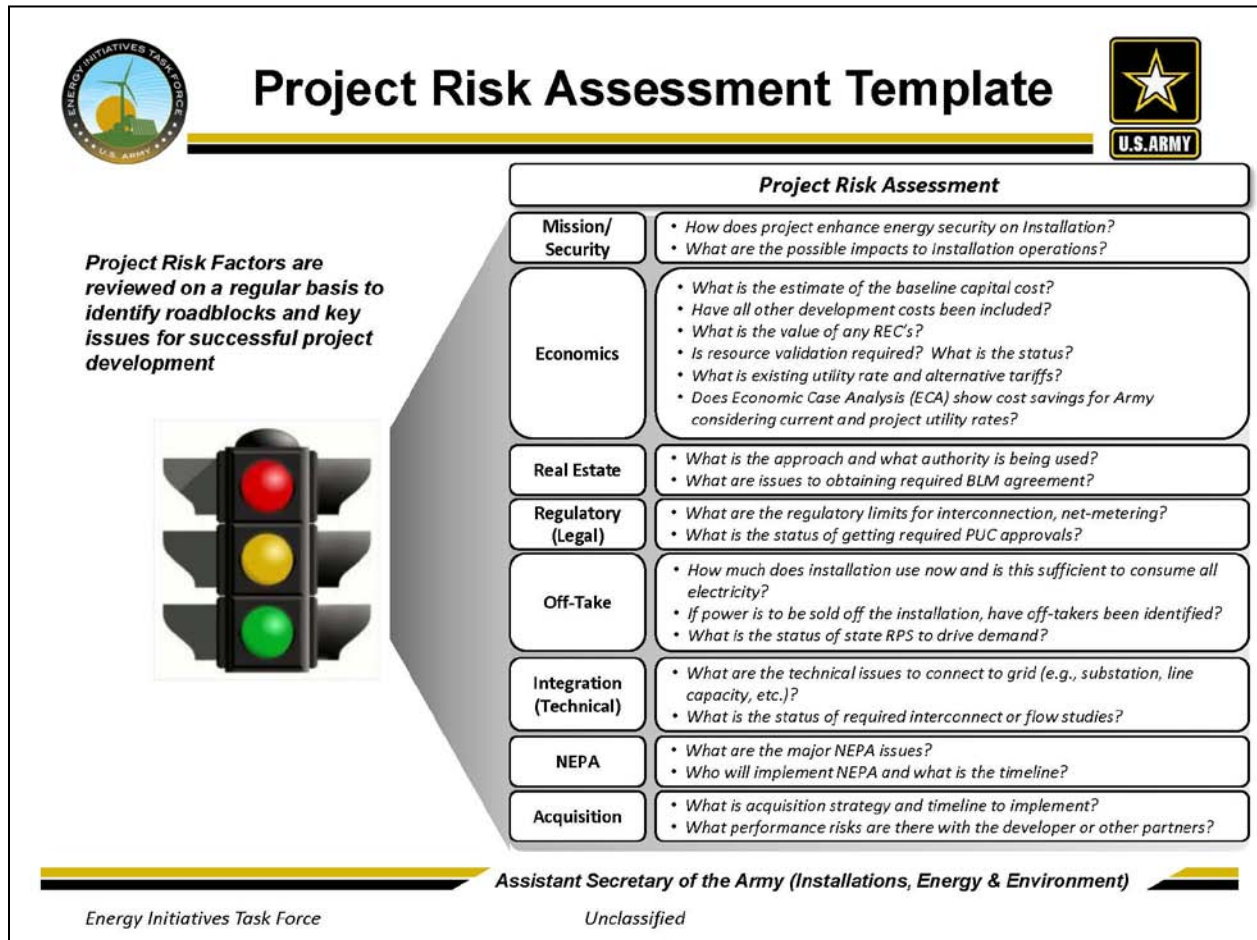 ENERGY INITIATIVES TASK FORCE
U.S. ARMY
Project Risk Assessment Template
U.S.ARMY
Project Risk Factors are
reviewed on a regular basis to
identify roadblocks and key
issues for successful project
development
Project Risk Assessment
Mission/
Security
• How does project enhance energy security on Installation?
• What are the possible impacts to Installation operations?
Economics
• What is the estimate of the baseline capital cost?
• Have all other development costs been included?
• What is the value of any REC's?
• Is resource validation required? What is the status?
• What is existing utility rate and alternative tariffs?
• Does Economic Case Analysis (ECA) show cost savings for Army
considering current and project utility rates?
Real Estate
• What is the approach and what authority is being used?
• What are issues to obtaining required BLM agreement?
Regulatory
(Legal)
• What are the regulatory limits for interconnection, net-metering?
• What is the status of getting required PUC approvals?
Off-Take
• How much does installation use now and is this sufficient to consume all
electricity?
• If power is to be sold off the installation, have off-takers been identified?
• What is the status of state RPS to drive demand?
Integration
(Technical)
• What are the technical issues to connect to grid (e.g., substation, line
capacity, etc.)?
• What is the status of required interconnect or flow studies?
NEPA
• What are the major NEPA issues?
• Who will implement NEPA and what is the timeline?
Acquisition
• What is acquisition strategy and timeline to implement?
• What performance risks are there with the developer or other partners?
Assistant Secretary of the Army (Installations, Energy & Environment)
Energy Initiatives Task Force
Unclassified